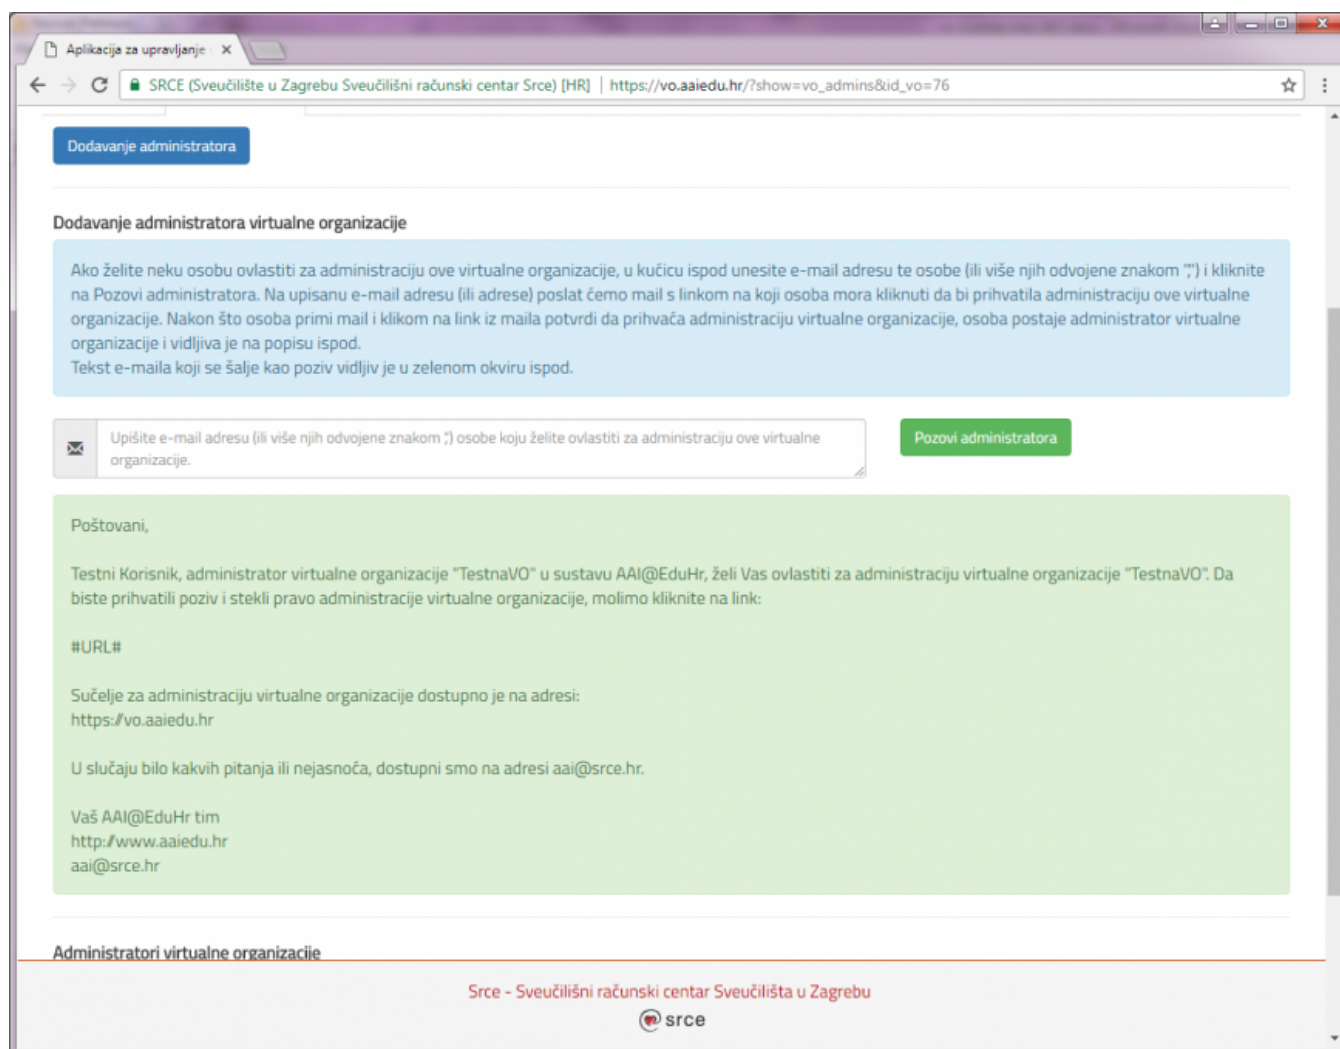 Aplikacija za upravljanje
SRCE (Sveučilište u Zagrebu Sveučilišni računski centar Srce) [HR] | https://vo.aaiedu.hr/?show=vo_admins&id_vo=76
Dodavanje administratora
Dodavanje administratora virtualne organizacije
Ako želite neku osobu ovlastiti za administraciju ove virtualne organizacije, u kućicu ispod unesite e-mail adresu te osobe (ili više njih odvojene znakom ";") i kliknite
na Pozovi administratora. Na upisanu e-mail adresu (ili adrese) poslat ćemo mail s linkom na koji osoba mora kliknuti da bi prihvatila administraciju ove virtualne
organizacije. Nakon što osoba primi mail i klikom na link iz maila potvrdi da prihvaća administraciju virtualne organizacije, osoba postaje administrator virtualne
organizacije i vidljiva je na popisu ispod.
Tekst e-maila koji se šalje kao poziv vidljiv je u zelenom okviru ispod.
Upišite e-mail adresu (ili više njih odvojene znakom ;) osobe koju želite ovlastiti za administraciju ove virtualne
organizacije.
Pozovi administratora
Poštovani,
Testni Korisnik, administrator virtualne organizacije "TestnaVO" u sustavu AAI@EduHr, želi Vas ovlastiti za administraciju virtualne organizacije "TestnaVO". Da
biste prihvatili poziv i stekli pravo administracije virtualne organizacije, molimo kliknite na link:
#URL#
Sučelje za administraciju virtualne organizacije dostupno je na adresi:
https://vo.aaiedu.hr
U slučaju bilo kakvih pitanja ili nejasnoća, dostupni smo na adresi aai@srce.hr.
Vaš AAI@EduHr tim
http://www.aaiedu.hr
aai@srce.hr
Administratori virtualne organizacije
Srce - Sveučilišni računski centar Sveučilišta u Zagrebu
srce